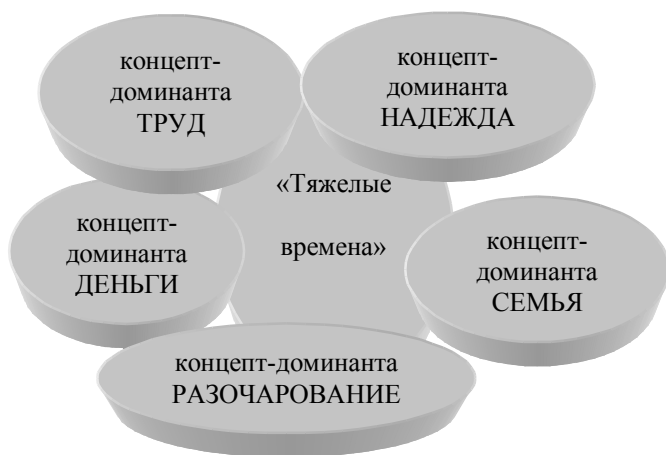 концепт-
доминанта
ТРУД
концепт-
доминанта
НАДЕЖДА
«Тяжелые
времена»
концепт-
доминанта
ДЕНЬГИ
концепт-
доминанта
СЕМЬЯ
концепт-доминанта
РАЗОЧАРОВАНИЕ